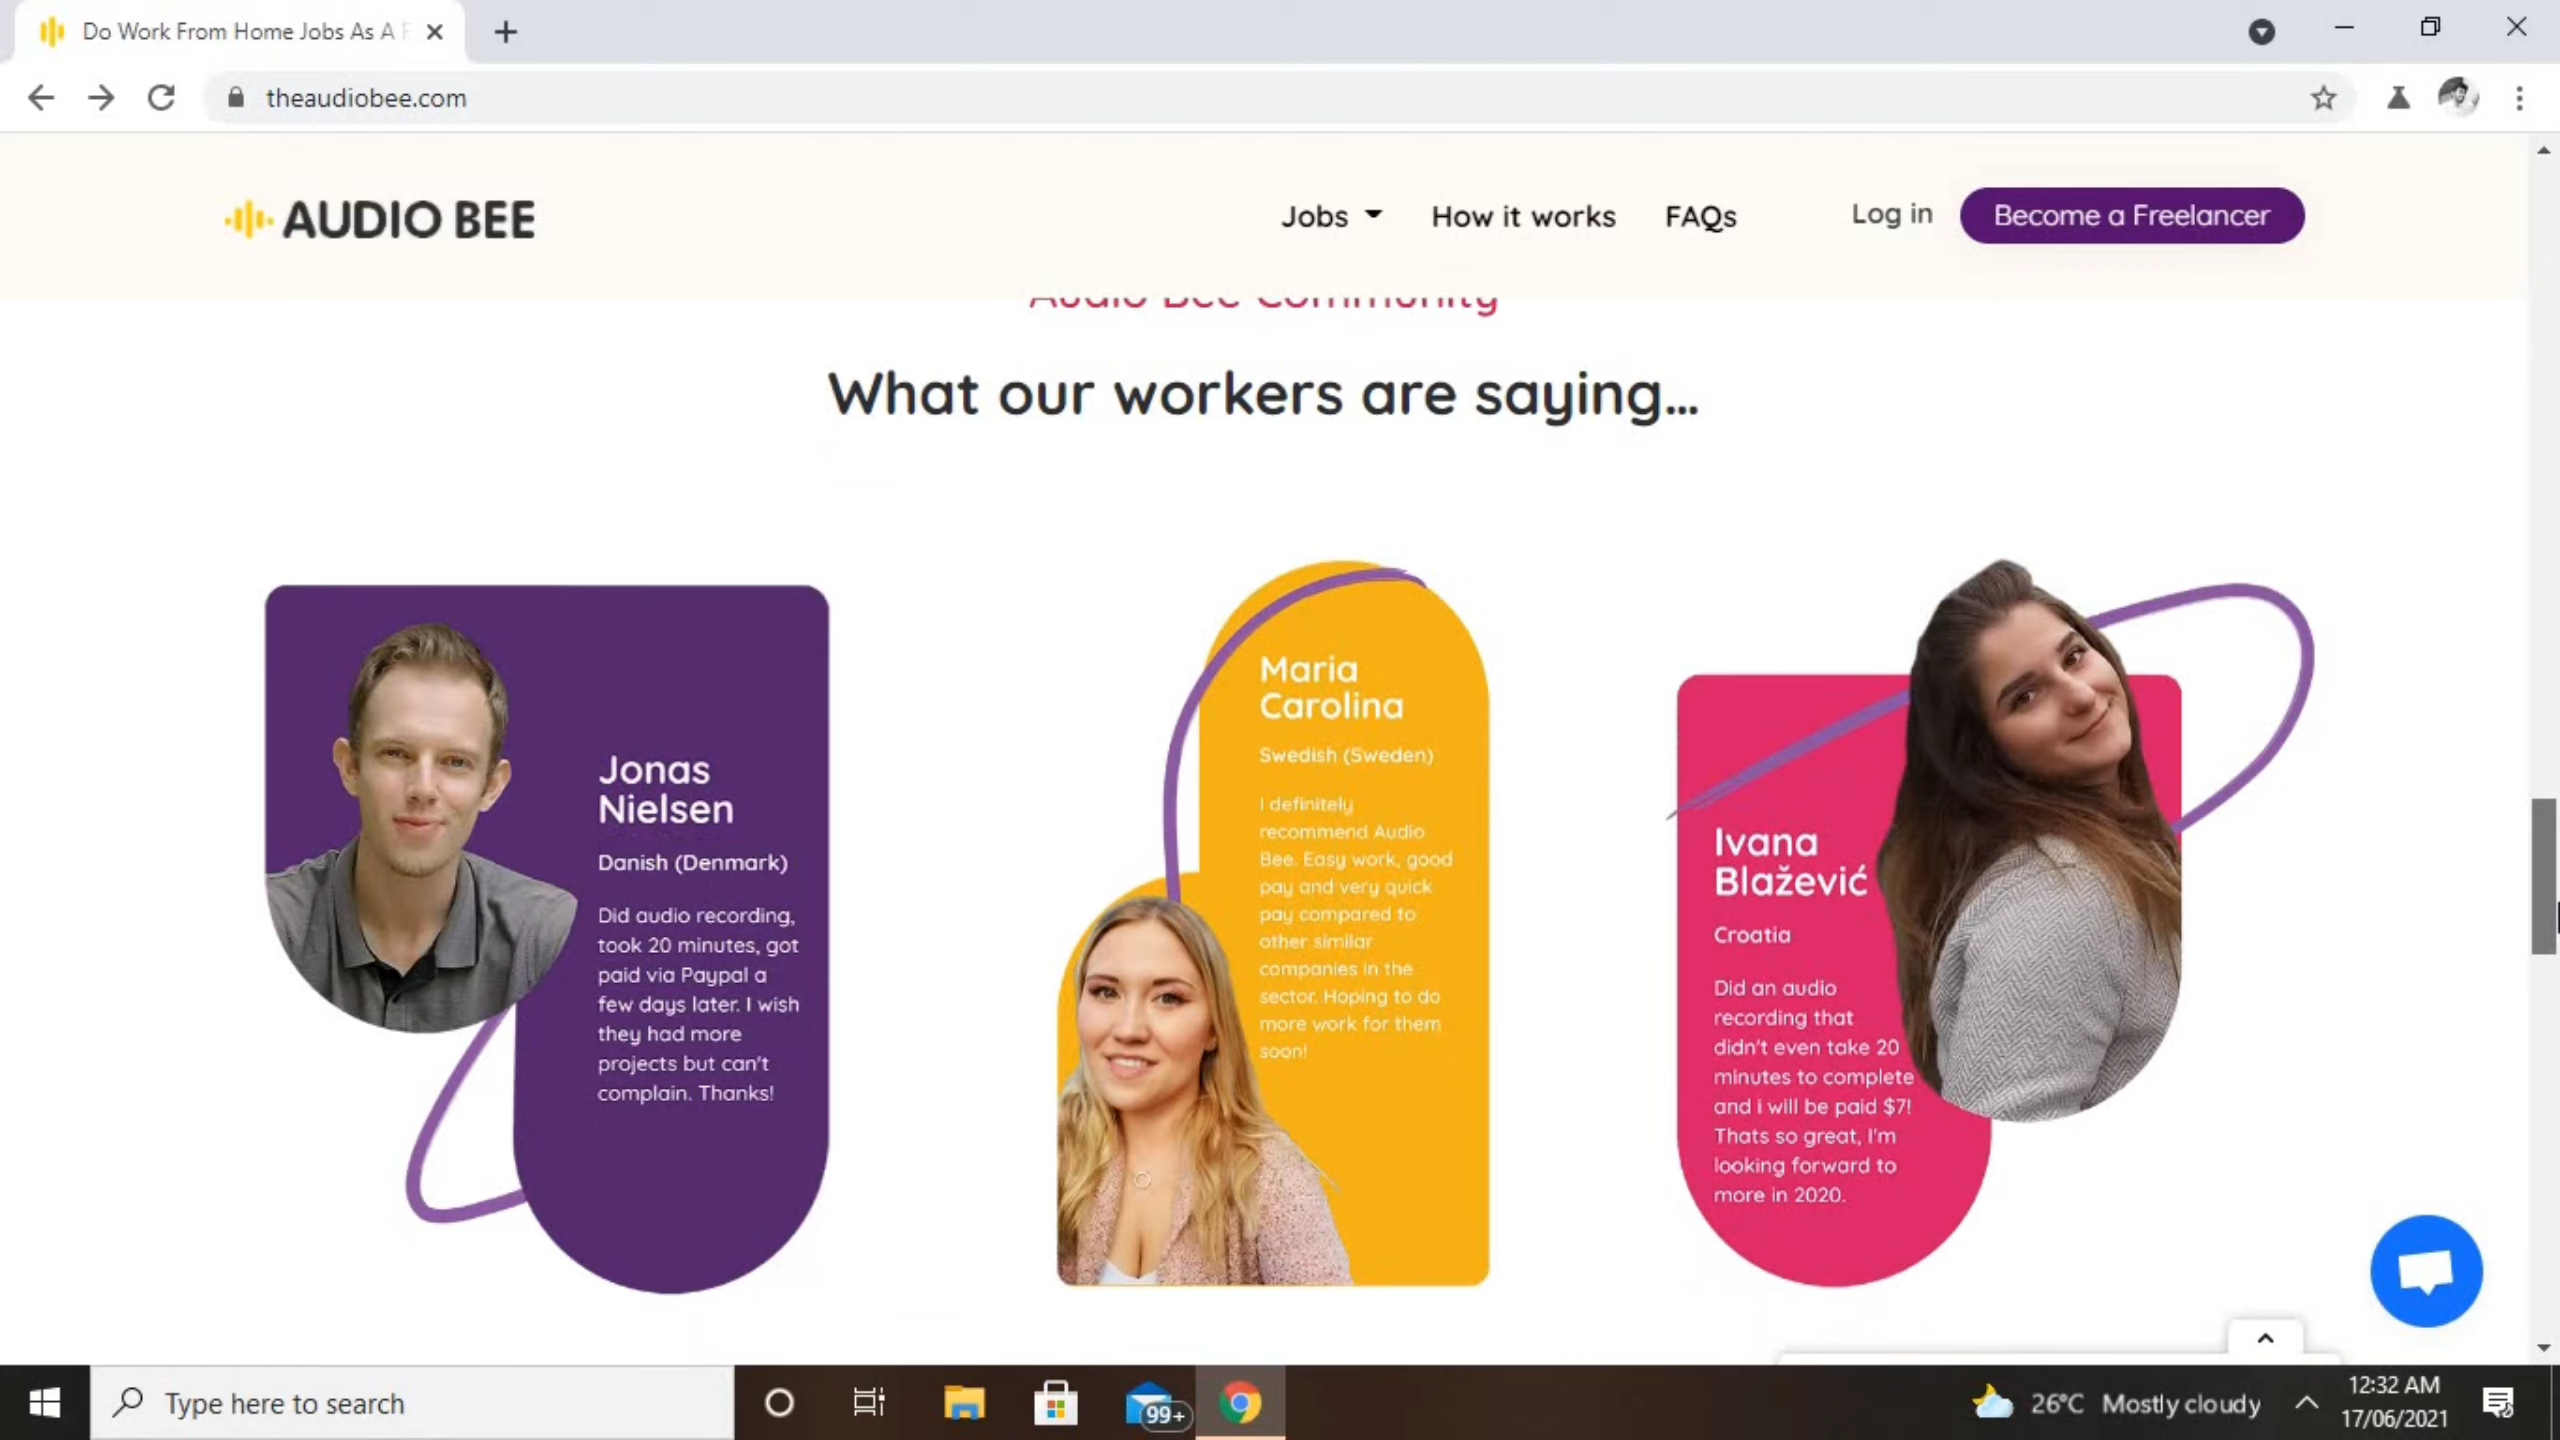 Do Work From Home Jobs As A F
theaudiobee.com
AUDIO BEE
Jobs
How it works
FAQs
Log in
Become a Freelancer
Audio Bee Community
What our workers are saying...
Jonas
Nielsen
Danish (Denmark)
Did audio recording,
took 20 minutes, got
paid via Paypal a
few days later. I wish
they had more
projects but can't
complain. Thanks!
Maria
Carolina
Swedish (Sweden)
I definitely
recommend Audio
Bee. Easy work, good
pay and very quick
pay compared to
other similar
companies in the
sector. Hoping to do
more work for them
soon!
Ivana
Blažević
Croatia
Did an audio
recording that
didn't even take 20
minutes to complete
and i will be paid $7!
Thats so great, I'm
looking forward to
more in 2020.
Type here to search
99+
26°C Mostly cloudy
12:32 AM
17/06/2021